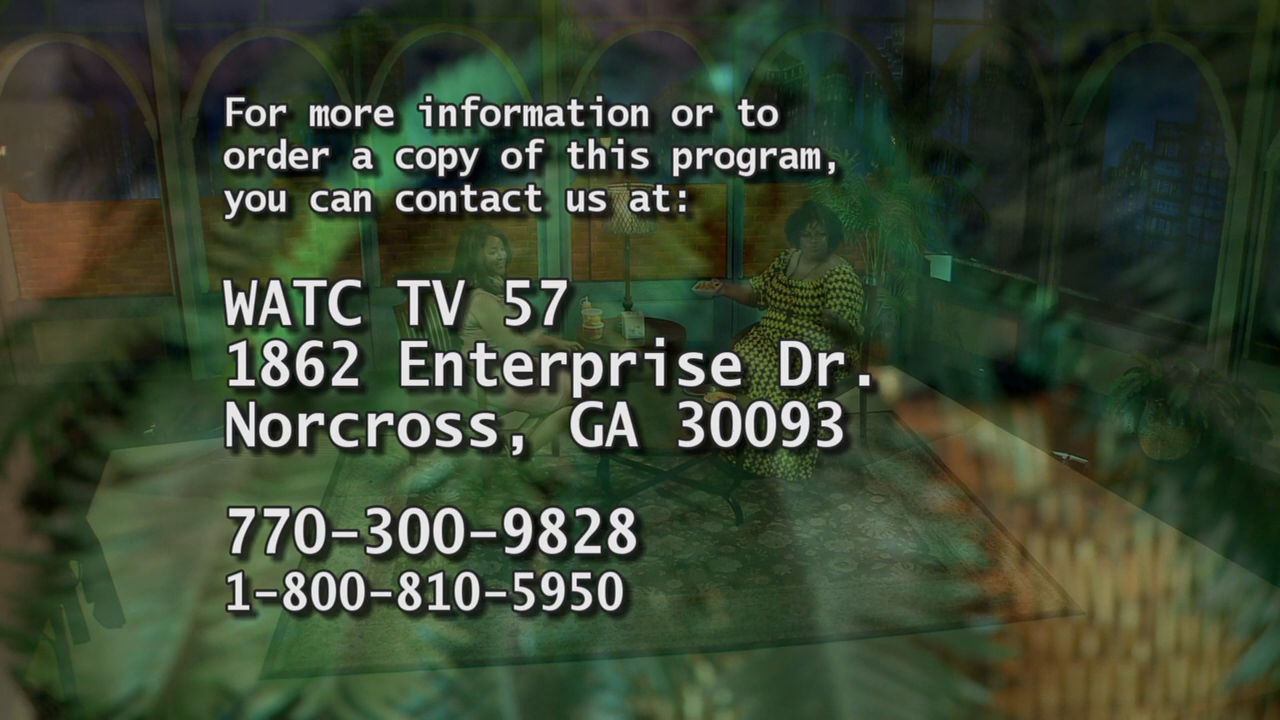 For more information or to
order a copy of this program,
you can contact us at:
WATC TV 57
1862 Enterprise Dr.
Norcross, GA 30093
770-300-9828
1-800-810-5950